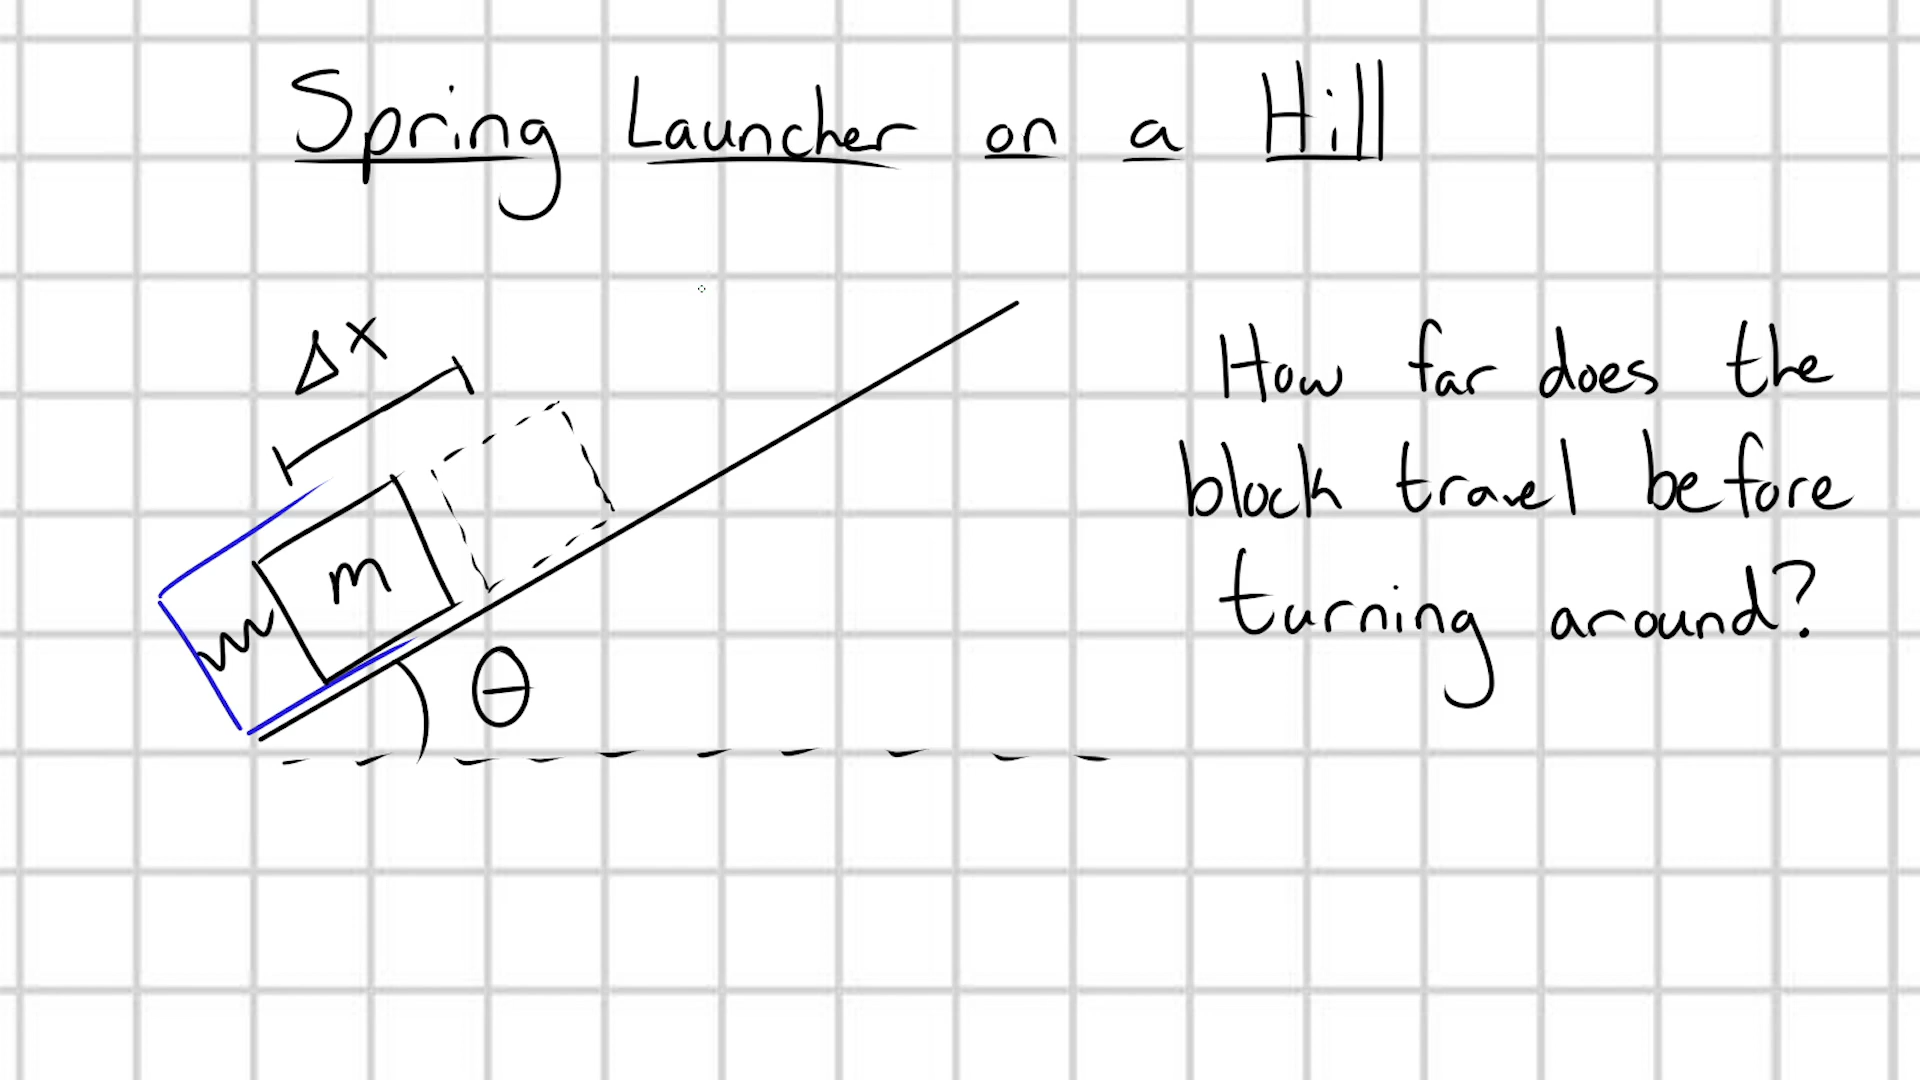 Spring Launcher on a Hill
Δx
m
θ
How far does the
block travel before
turning around?